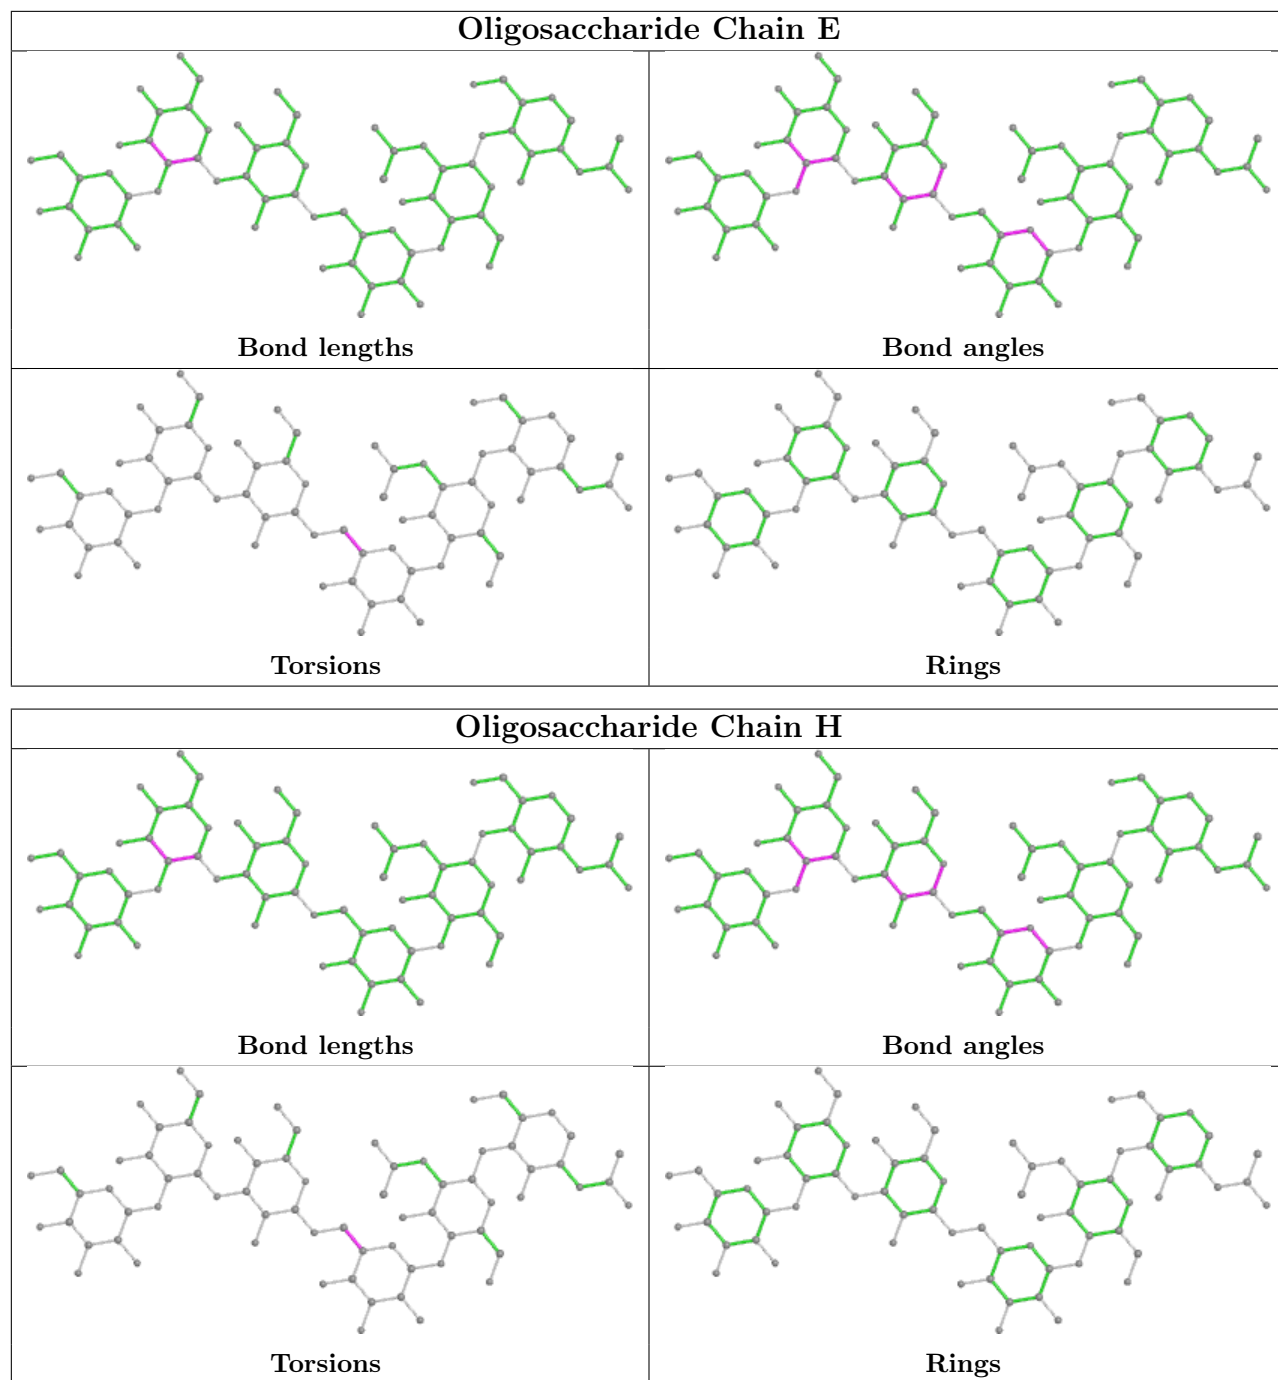 Oligosaccharide Chain E
Bond lengths
Bond angles
Torsions
Rings
Oligosaccharide Chain H
Bond lengths
Bond angles
Torsions
Rings